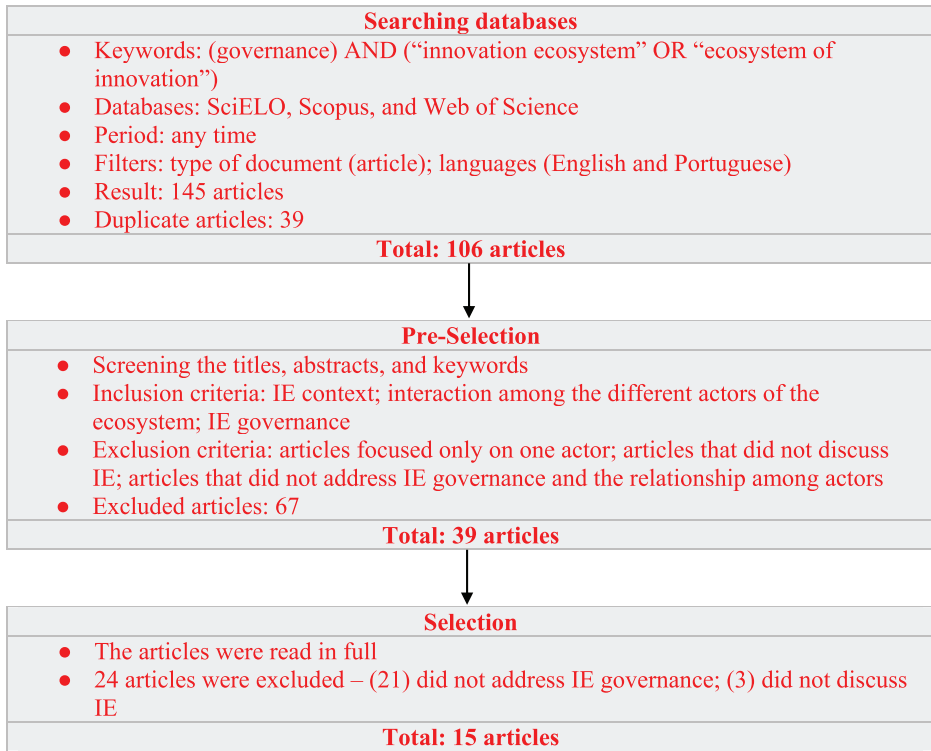 Searching databases
● Keywords: (governance) AND (“innovation ecosystem” OR “ecosystem of
innovation”)
● Databases: SciELO, Scopus, and Web of Science
● Period: any time
● Filters: type of document (article); languages (English and Portuguese)
● Result: 145 articles
● Duplicate articles: 39
Total: 106 articles
Pre-Selection
● Screening the titles, abstracts, and keywords
● Inclusion criteria: IE context; interaction among the different actors of the
ecosystem; IE governance
● Exclusion criteria: articles focused only on one actor; articles that did not discuss
IE; articles that did not address IE governance and the relationship among actors
● Excluded articles: 67
Total: 39 articles
Selection
● The articles were read in full
● 24 articles were excluded – (21) did not address IE governance; (3) did not discuss
IE
Total: 15 articles